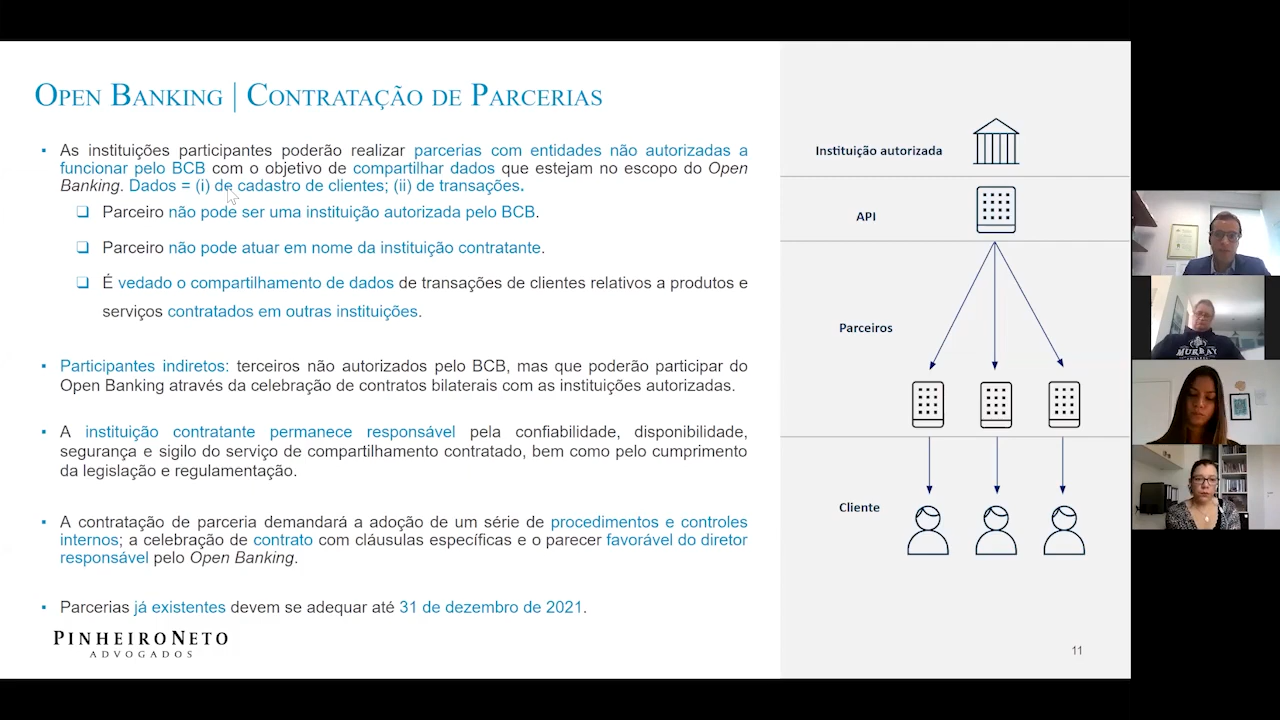 OPEN BANKING | CONTRATAÇÃO DE PARCERIAS
▪ As instituições participantes poderão realizar parcerias com entidades não autorizadas a
funcionar pelo BCB com o objetivo de compartilhar dados que estejam no escopo do Open
Banking. Dados = (i) de cadastro de clientes; (ii) de transações.
❑ Parceiro não pode ser uma instituição autorizada pelo BCB.
❑ Parceiro não pode atuar em nome da instituição contratante.
❑ É vedado o compartilhamento de dados de transações de clientes relativos a produtos e
serviços contratados em outras instituições.
▪ Participantes indiretos: terceiros não autorizados pelo BCB, mas que poderão participar do
Open Banking através da celebração de contratos bilaterais com as instituições autorizadas.
▪ A instituição contratante permanece responsável pela confiabilidade, disponibilidade,
segurança e sigilo do serviço de compartilhamento contratado, bem como pelo cumprimento
da legislação e regulamentação.
▪ A contratação de parceria demandará a adoção de um série de procedimentos e controles
internos; a celebração de contrato com cláusulas específicas e o parecer favorável do diretor
responsável pelo Open Banking.
▪ Parcerias já existentes devem se adequar até 31 de dezembro de 2021.
PINHEIRONETO
ADVOGADOS
Instituição autorizada
API
Parceiros
Cliente
11
MURRAY